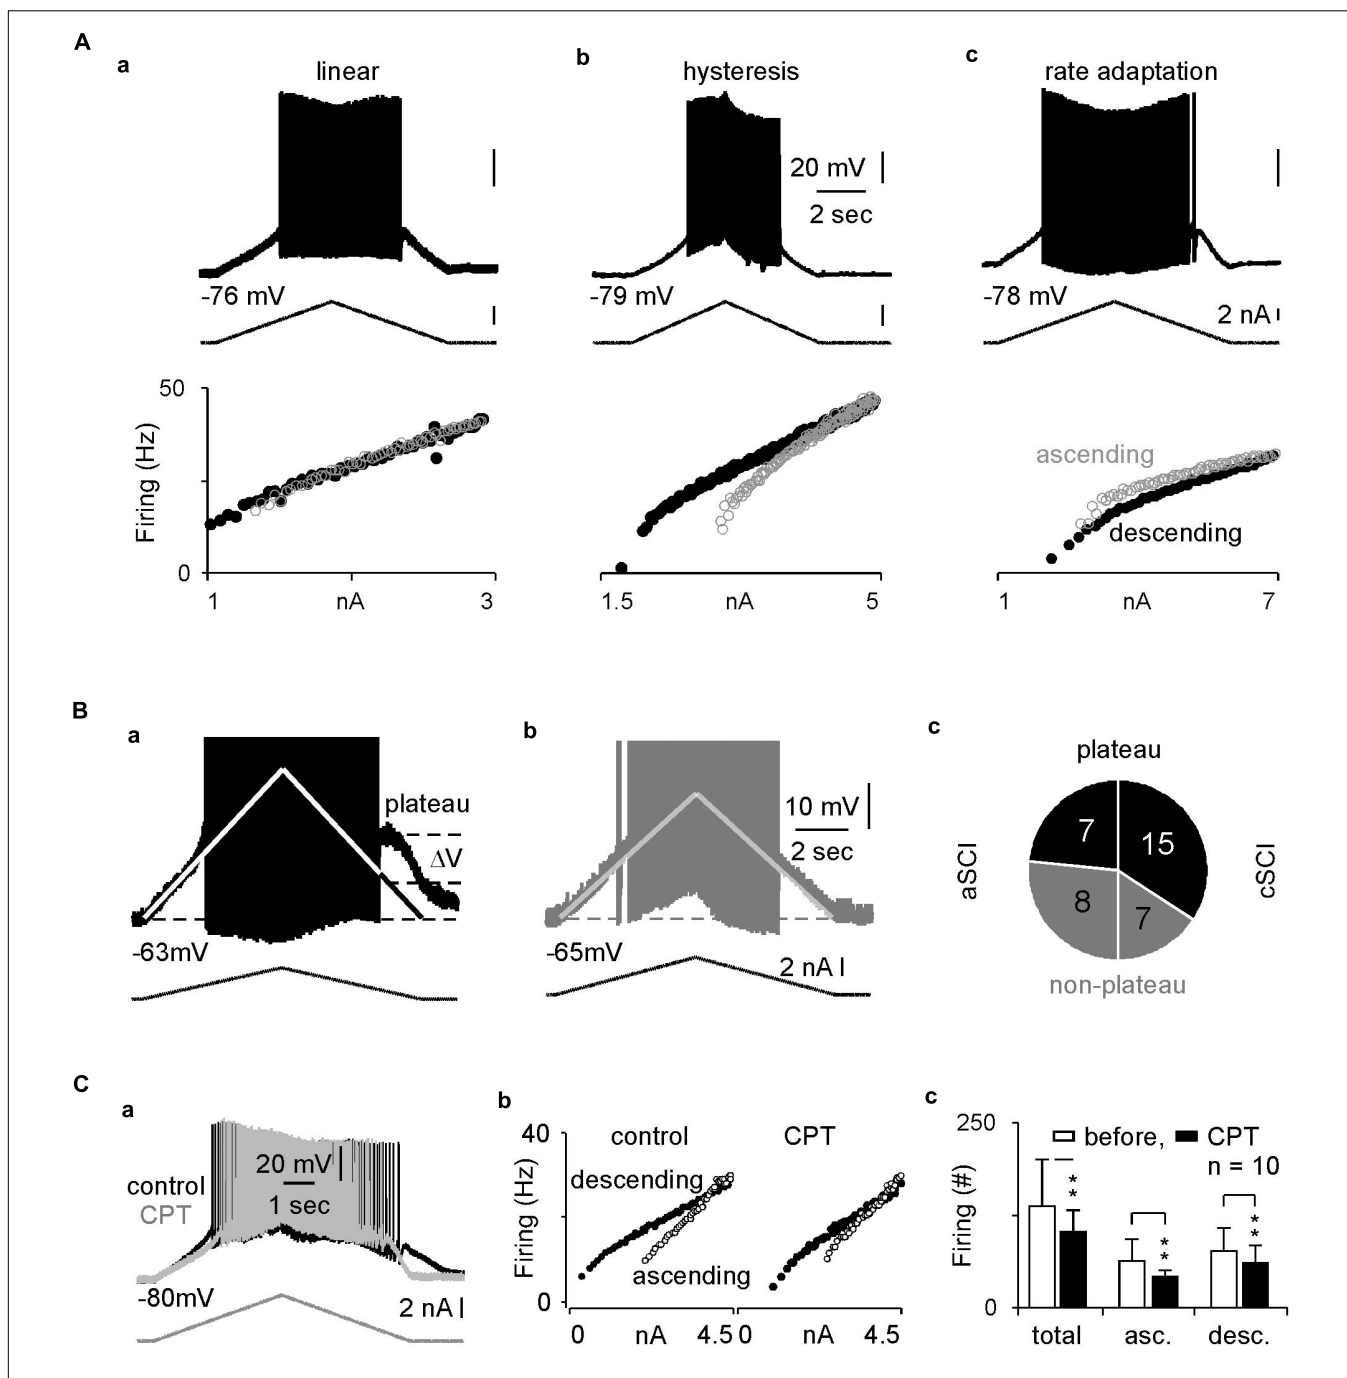 A
a
linear
b
hysteresis
c
rate adaptation
20 mV
2 sec
-76 mV
-79 mV
-78 mV
2 nA
50
Firing (Hz)
0
1
nA
3
1.5
nA
5
ascending
descending
1
nA
7
B
a
plateau
ΔV
-63mV
b
10 mV
2 sec
-65mV
2 nA
c
plateau
aSCI
7
15
8
7
cSCI
non-plateau
C
a
control
CPT
20 mV
1 sec
-80mV
2 nA
b
40
Firing (Hz)
0
control
CPT
descending
ascending
0
nA
4.5
0
nA
4.5
c
250
Firing (#)
0
before,
CPT
n = 10
**
**
**
total
asc.
desc.